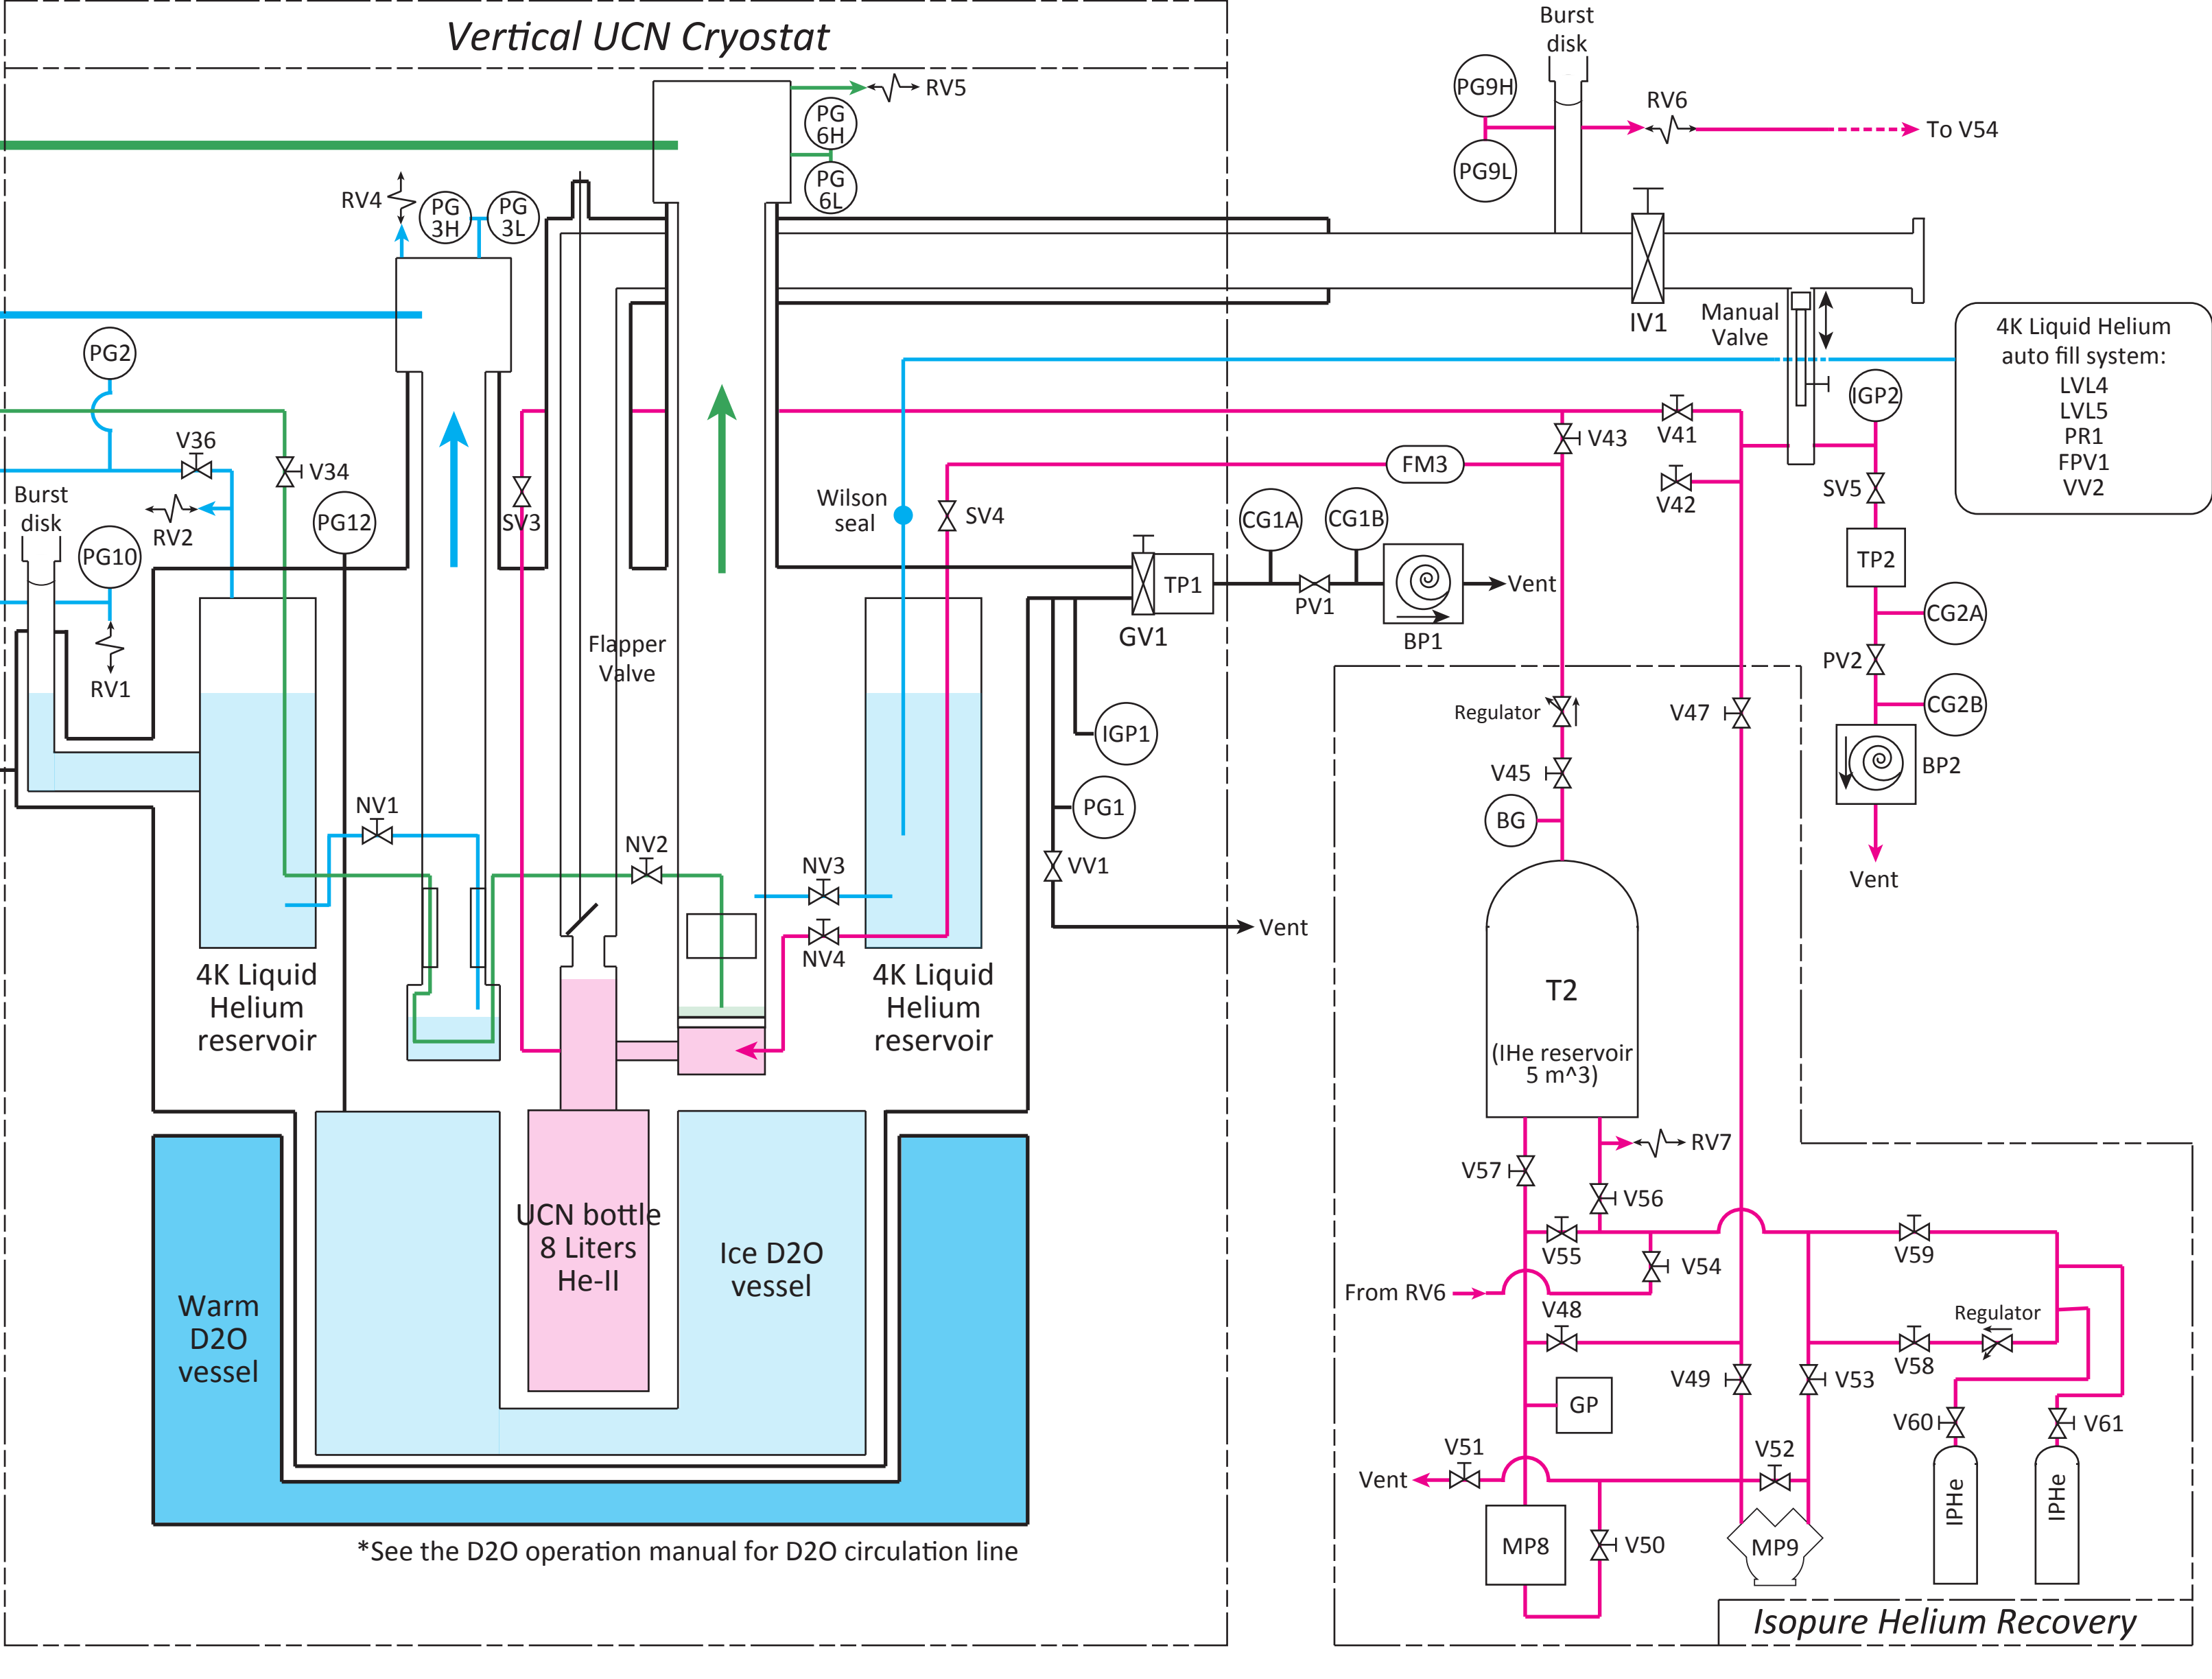 Vertical UCN Cryostat
Burst
disk
PG9H
PG9L
RV6
To V54
RV5
PG
6H
PG
6L
RV4
PG
3H
PG
3L
IV1
Manual
Valve
4K Liquid Helium
auto fill system:
LVL4
LVL5
PR1
FPV1
VV2
PG2
V36
V34
Burst
disk
RV2
PG10
RV1
PG12
SV3
Wilson
seal
SV4
FM3
V43
V41
V42
IGP2
SV5
TP2
CG2A
PV2
CG2B
BP2
Vent
CG1A
CG1B
TP1
GV1
PV1
BP1
Vent
Flapper
Valve
IGP1
PG1
VV1
Vent
NV1
NV2
NV3
NV4
4K Liquid
Helium
reservoir
4K Liquid
Helium
reservoir
Regulator
V47
V45
BG
T2
(IHe reservoir
5 m^3)
RV7
V57
V56
V55
V54
V59
From RV6
V48
Regulator
V58
V49
V53
GP
V60
V61
V51
Vent
V52
MP8
V50
MP9
IPHe
IPHe
Warm
D2O
vessel
UCN bottle
8 Liters
He-II
Ice D2O
vessel
*See the D2O operation manual for D2O circulation line
Isopure Helium Recovery